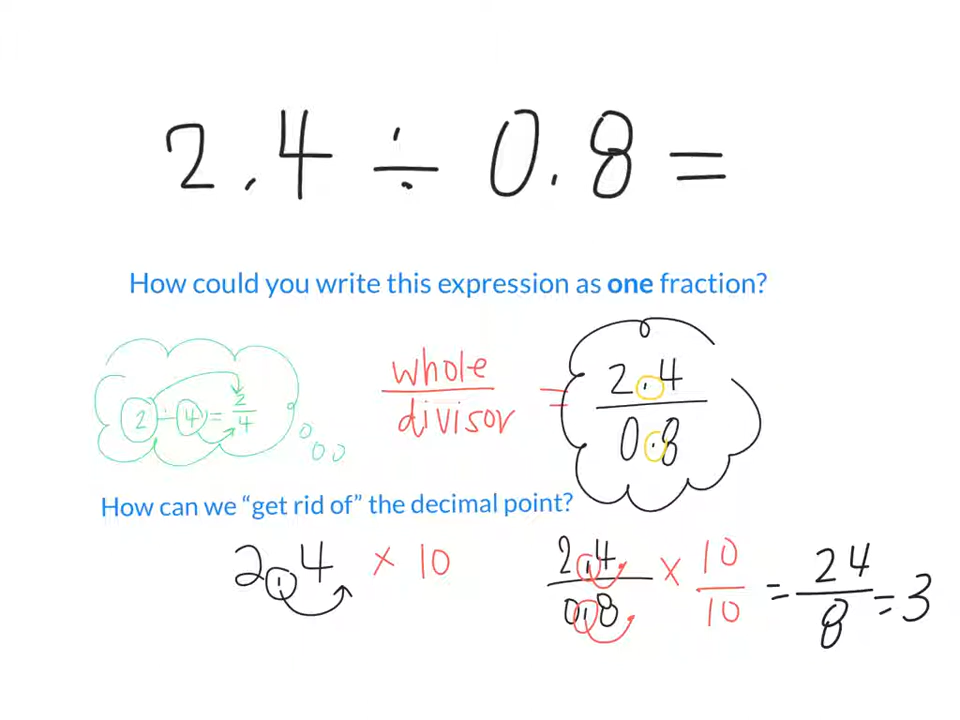 2.4 ÷ 0.8 =
How could you write this expression as one fraction?
2 ÷ 4 = 2/4
whole/divisor = 2.4/0.8
How can we “get rid of” the decimal point?
2.4 × 10
2.4/0.8 × 10/10 = 24/8 = 3